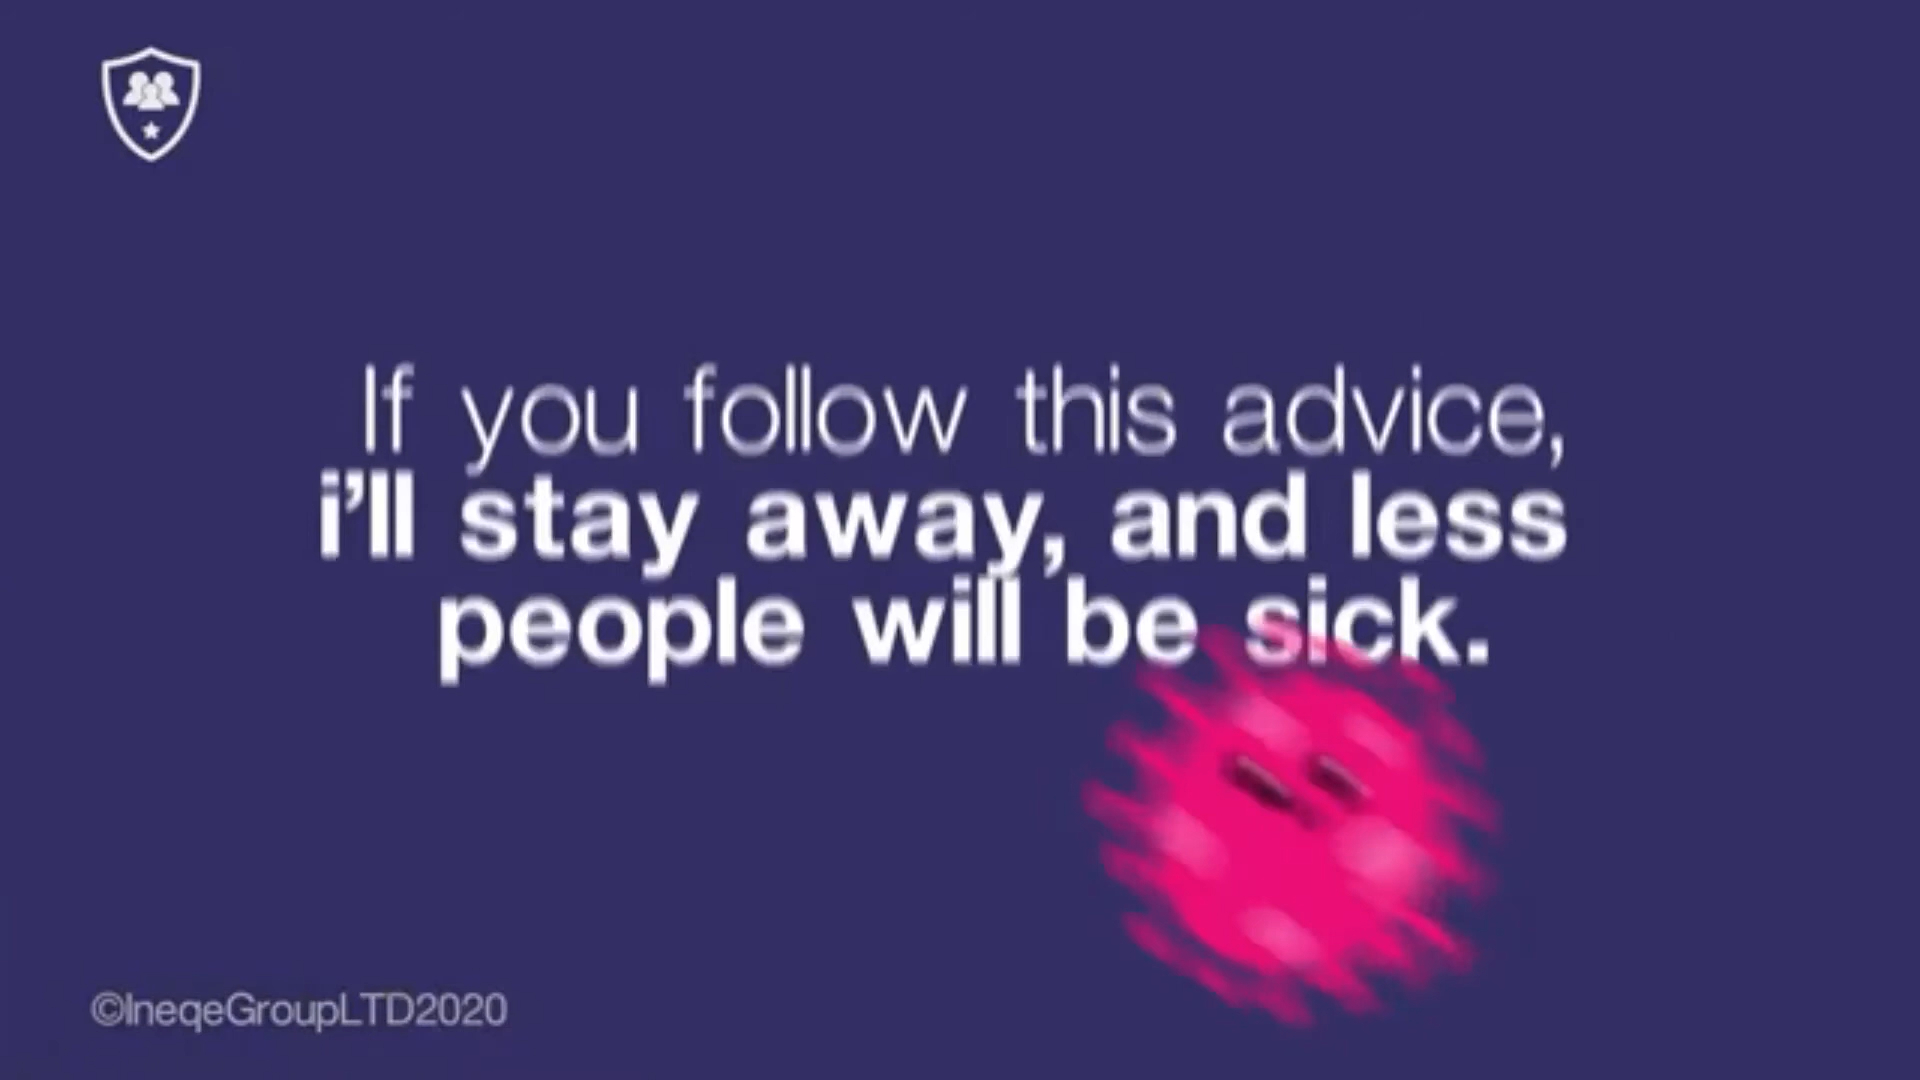 If you follow this advice,
i'll stay away, and less
people will be sick.
©IneqeGroupLTD2020